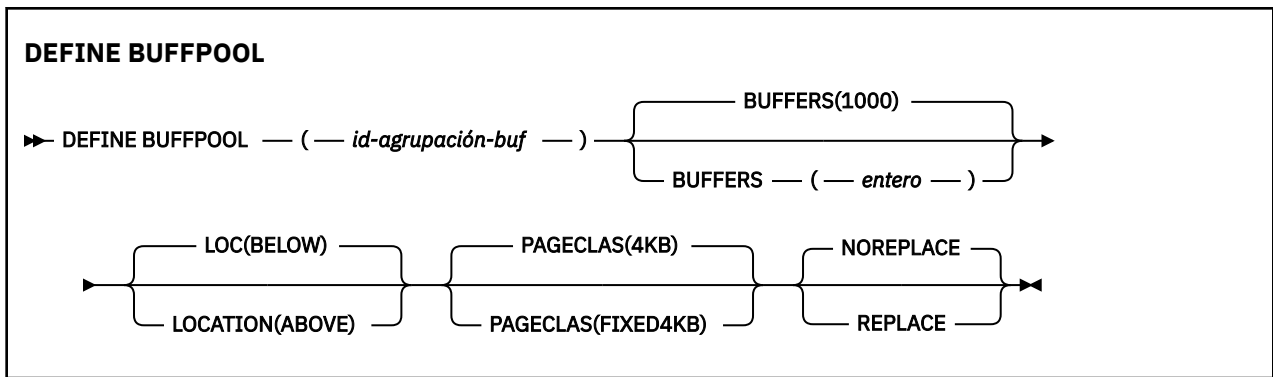 DEFINE BUFFPOOL
BUFFERS(1000)
DEFINE BUFFPOOL ( id-agrupación-buf )
BUFFERS ( entero )
LOC(BELOW) PAGECLAS(4KB) NOREPLACE
LOCATION(ABOVE) PAGECLAS(FIXED4KB) REPLACE